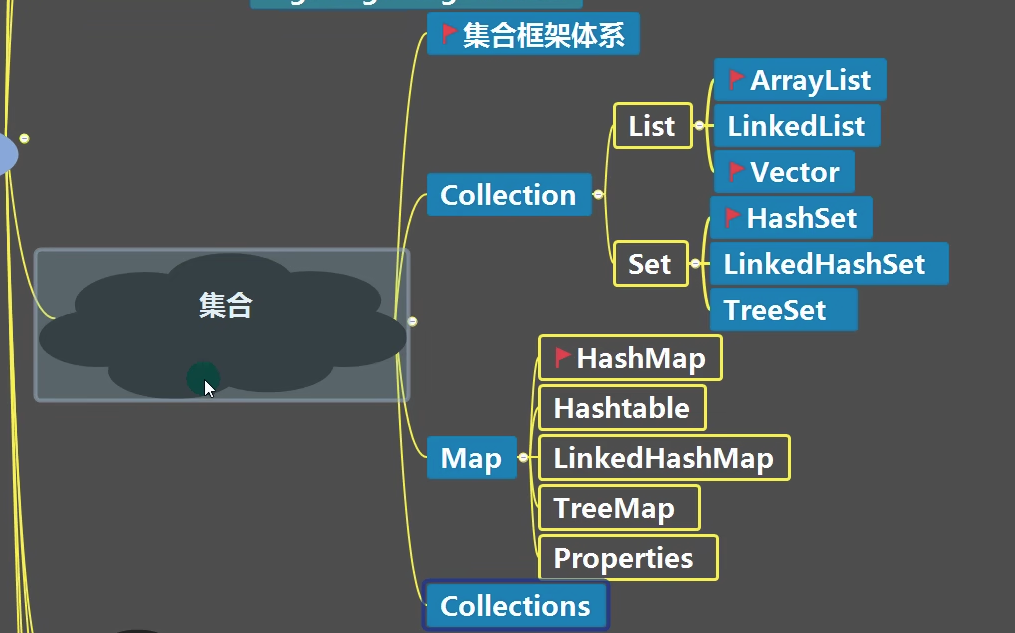 集合框架体系
ArrayList
List
LinkedList
Vector
Collection
HashSet
Set
LinkedHashSet
TreeSet
集合
HashMap
Hashtable
Map
LinkedHashMap
TreeMap
Properties
Collections